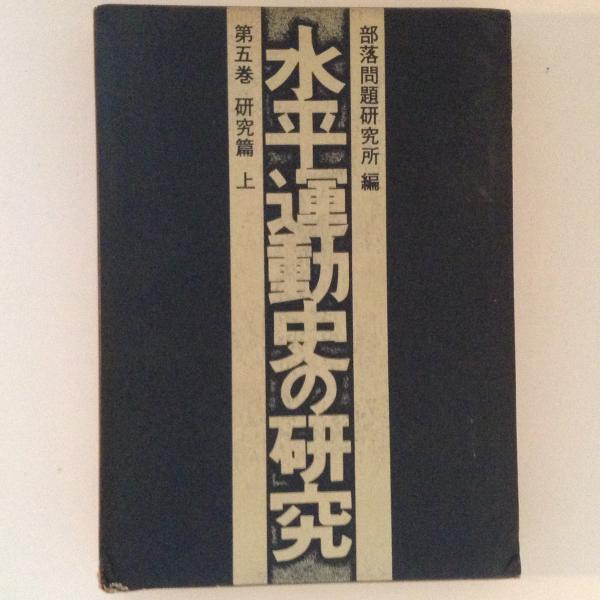 部落問題研究所 編
水平運動史の研究
第五巻 研究篇 上